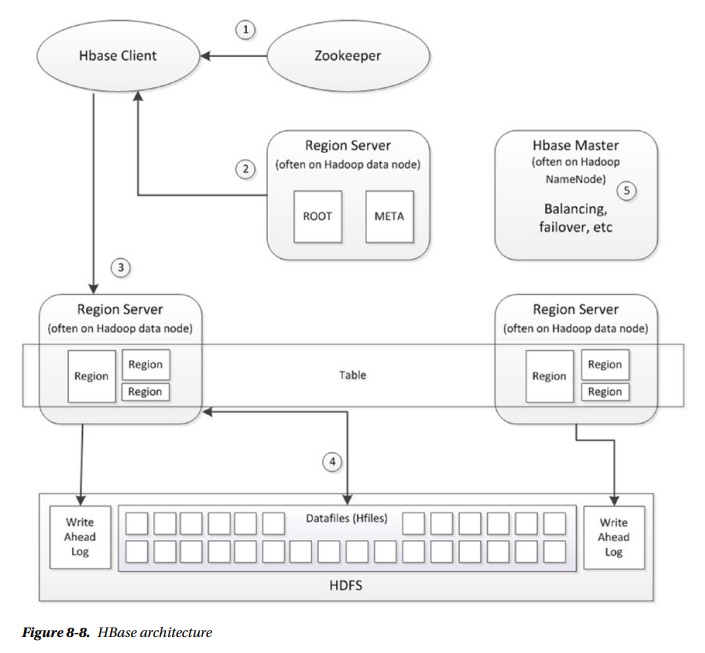 1
Hbase Client
Zookeeper
2
Region Server
(often on Hadoop data node)
ROOT
META
Hbase Master
(often on Hadoop
NameNode)
5
Balancing,
failover, etc
3
Region Server
(often on Hadoop data node)
Region
Region
Region
Table
Region Server
(often on Hadoop data node)
Region
Region
Region
4
Write
Ahead
Log
Datafiles (Hfiles)
Write
Ahead
Log
HDFS
Figure 8-8. HBase architecture